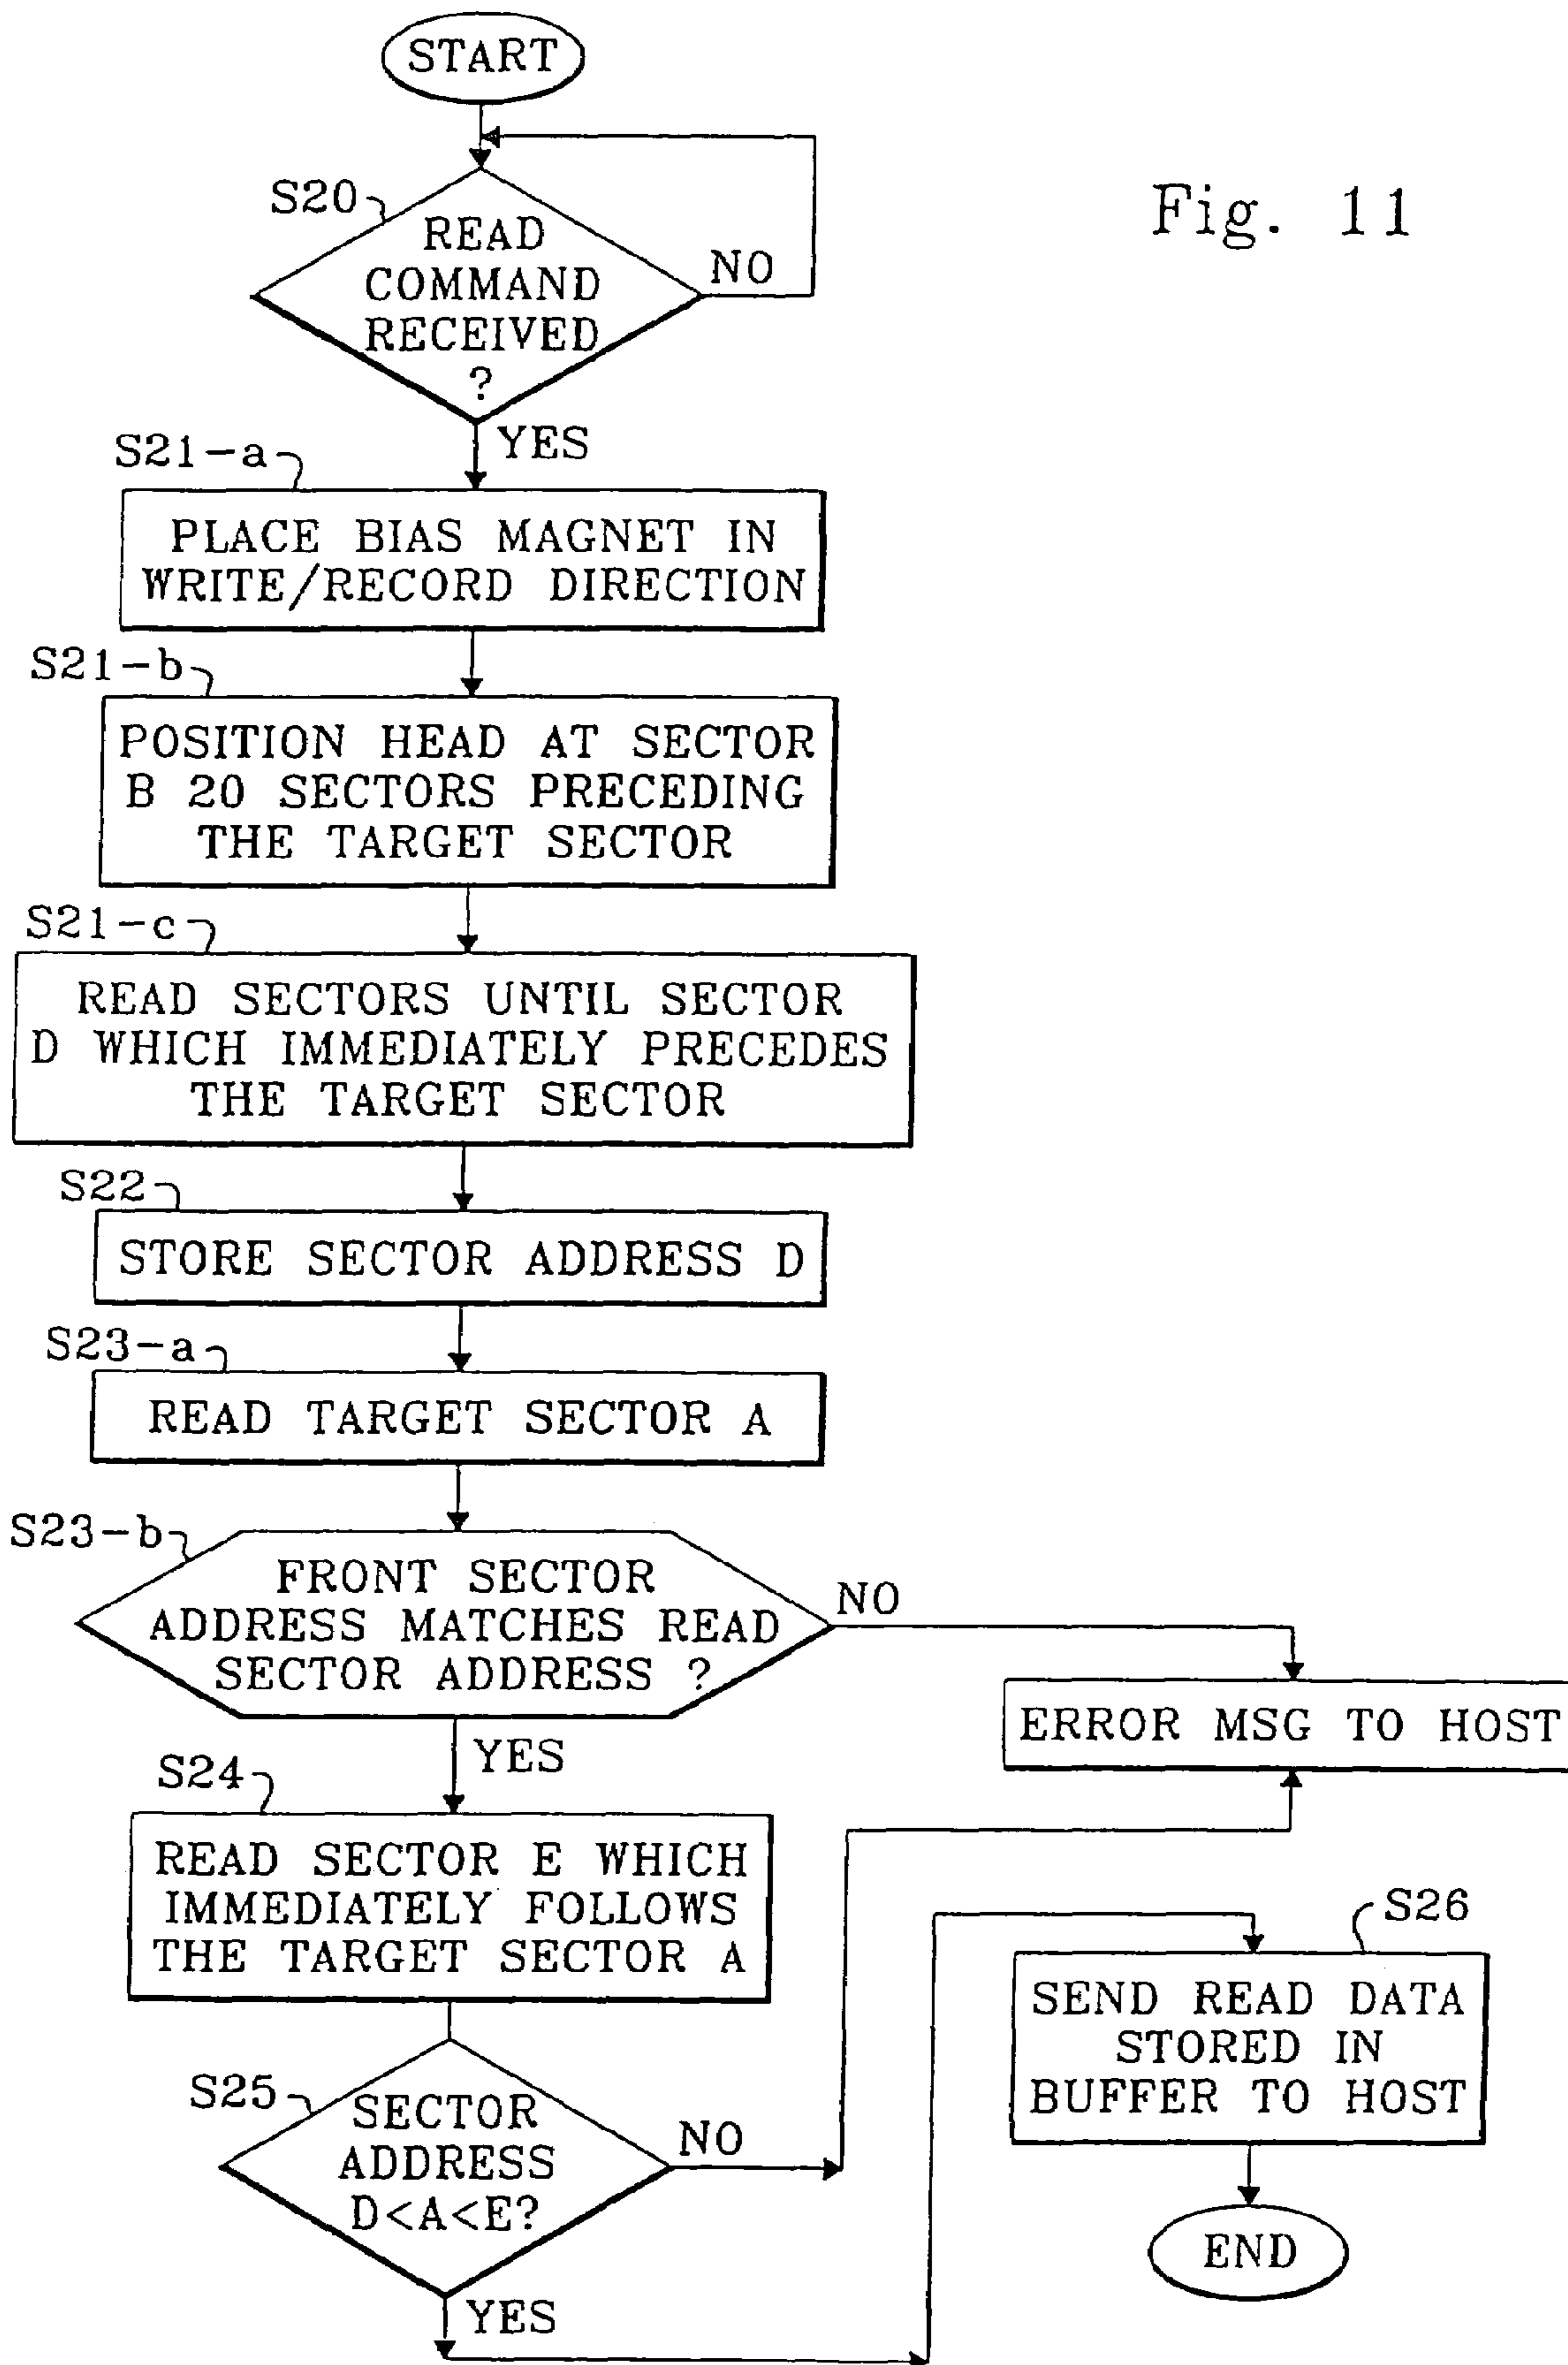 START
Fig. 11
S20
READ
COMMAND
RECEIVED
?
NO
YES
S21-a
PLACE BIAS MAGNET IN
WRITE/RECORD DIRECTION
S21-b
POSITION HEAD AT SECTOR
B 20 SECTORS PRECEDING
THE TARGET SECTOR
S21-c
READ SECTORS UNTIL SECTOR
D WHICH IMMEDIATELY PRECEDES
THE TARGET SECTOR
S22
STORE SECTOR ADDRESS D
S23-a
READ TARGET SECTOR A
S23-b
FRONT SECTOR
ADDRESS MATCHES READ
SECTOR ADDRESS ?
NO
YES
ERROR MSG TO HOST
S24
READ SECTOR E WHICH
IMMEDIATELY FOLLOWS
THE TARGET SECTOR A
S25
SECTOR
ADDRESS
D<A<E?
NO
YES
S26
SEND READ DATA
STORED IN
BUFFER TO HOST
END